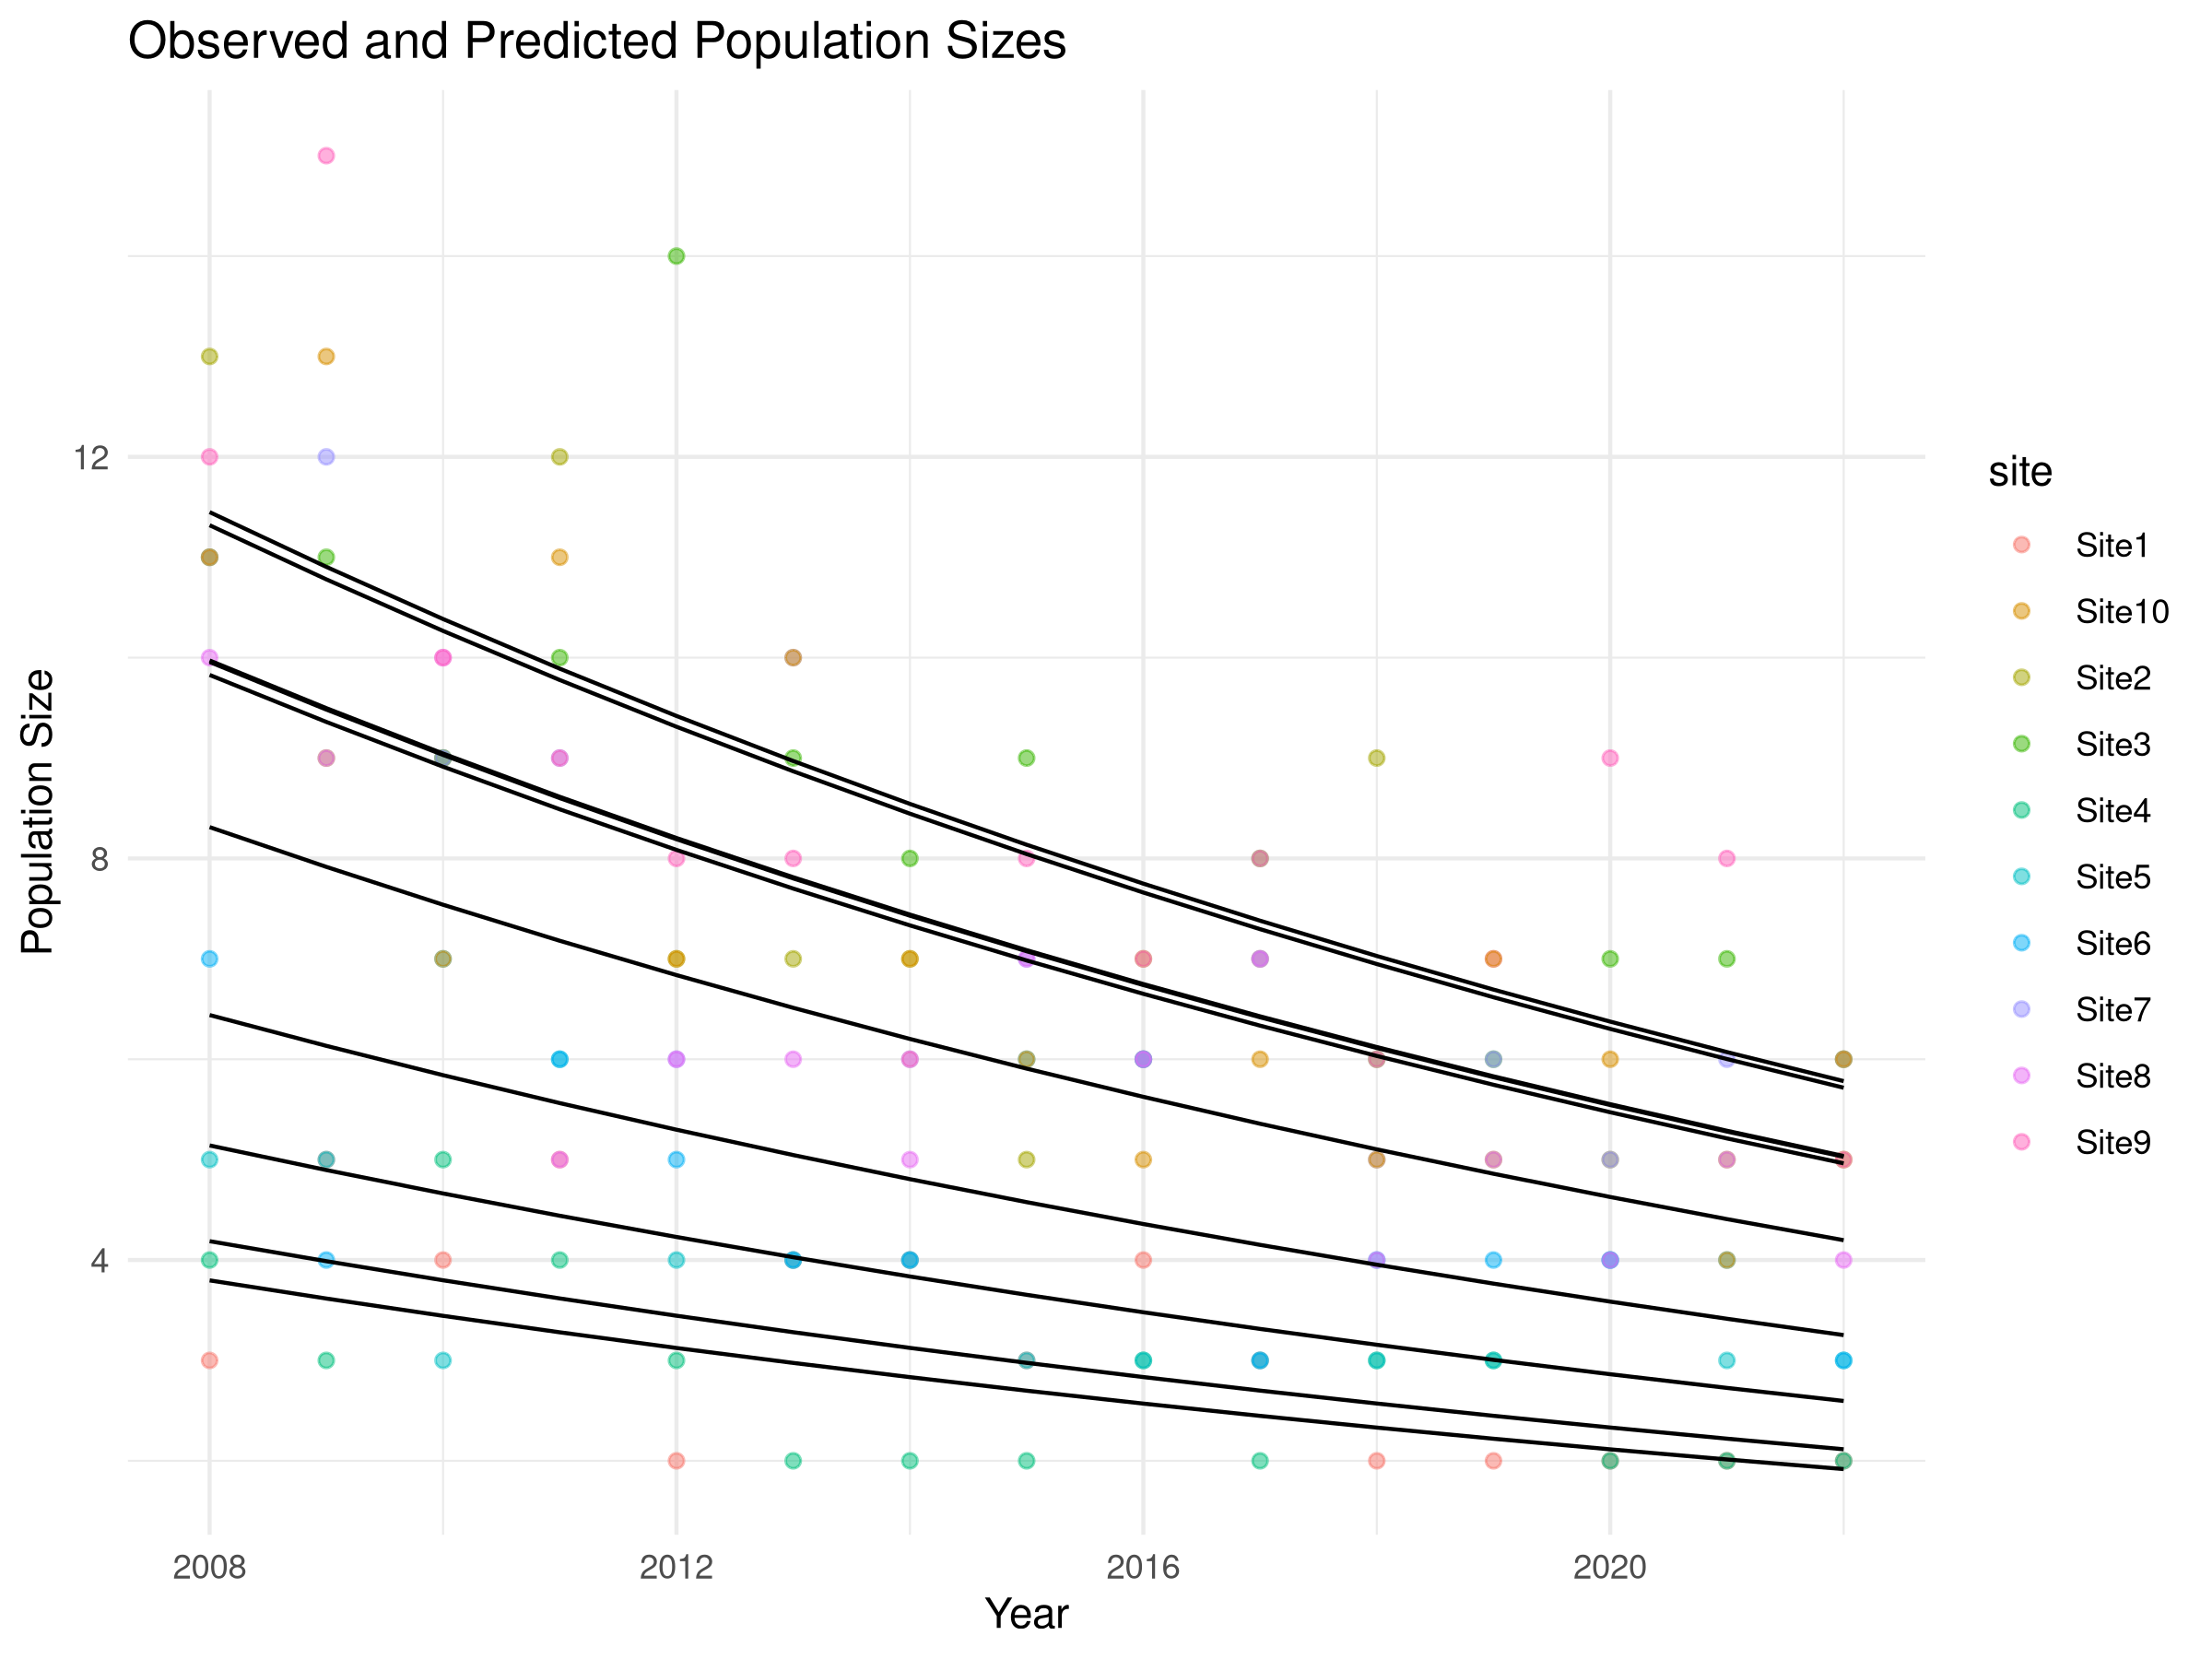 Observed and Predicted Population Sizes
12
8
4
Population Size
2008
2012
2016
2020
Year
site
Site1
Site10
Site2
Site3
Site4
Site5
Site6
Site7
Site8
Site9